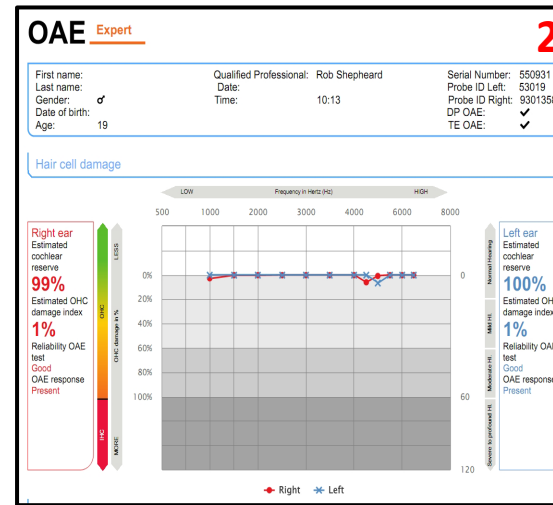 OAE Expert
2
First name:
Last name:
Gender: ♂
Date of birth:
Age: 19
Qualified Professional: Rob Shepheard
Date:
Time: 10:13
Serial Number: 550931
Probe ID Left: 53019
Probe ID Right: 9301358
DP OAE: ✔
TE OAE: ✔
Hair cell damage
LOW Frequency in Hertz (Hz) HIGH
500 1000 2000 3000 4000 6000 8000
Right ear
Estimated
cochlear
reserve
99%
Estimated OHC
damage index
1%
Reliability OAE
test
Good
OAE response
Present
OHC
IHC
LESS
OHC damage in %
MORE
0%
20%
40%
60%
80%
100%
0
60
120
Normal Hearing
Mild Hl.
Moderate Hl.
Severe to profound Hl.
Left ear
Estimated
cochlear
reserve
100%
Estimated OH
damage index
1%
Reliability OA
test
Good
OAE response
Present
Right Left